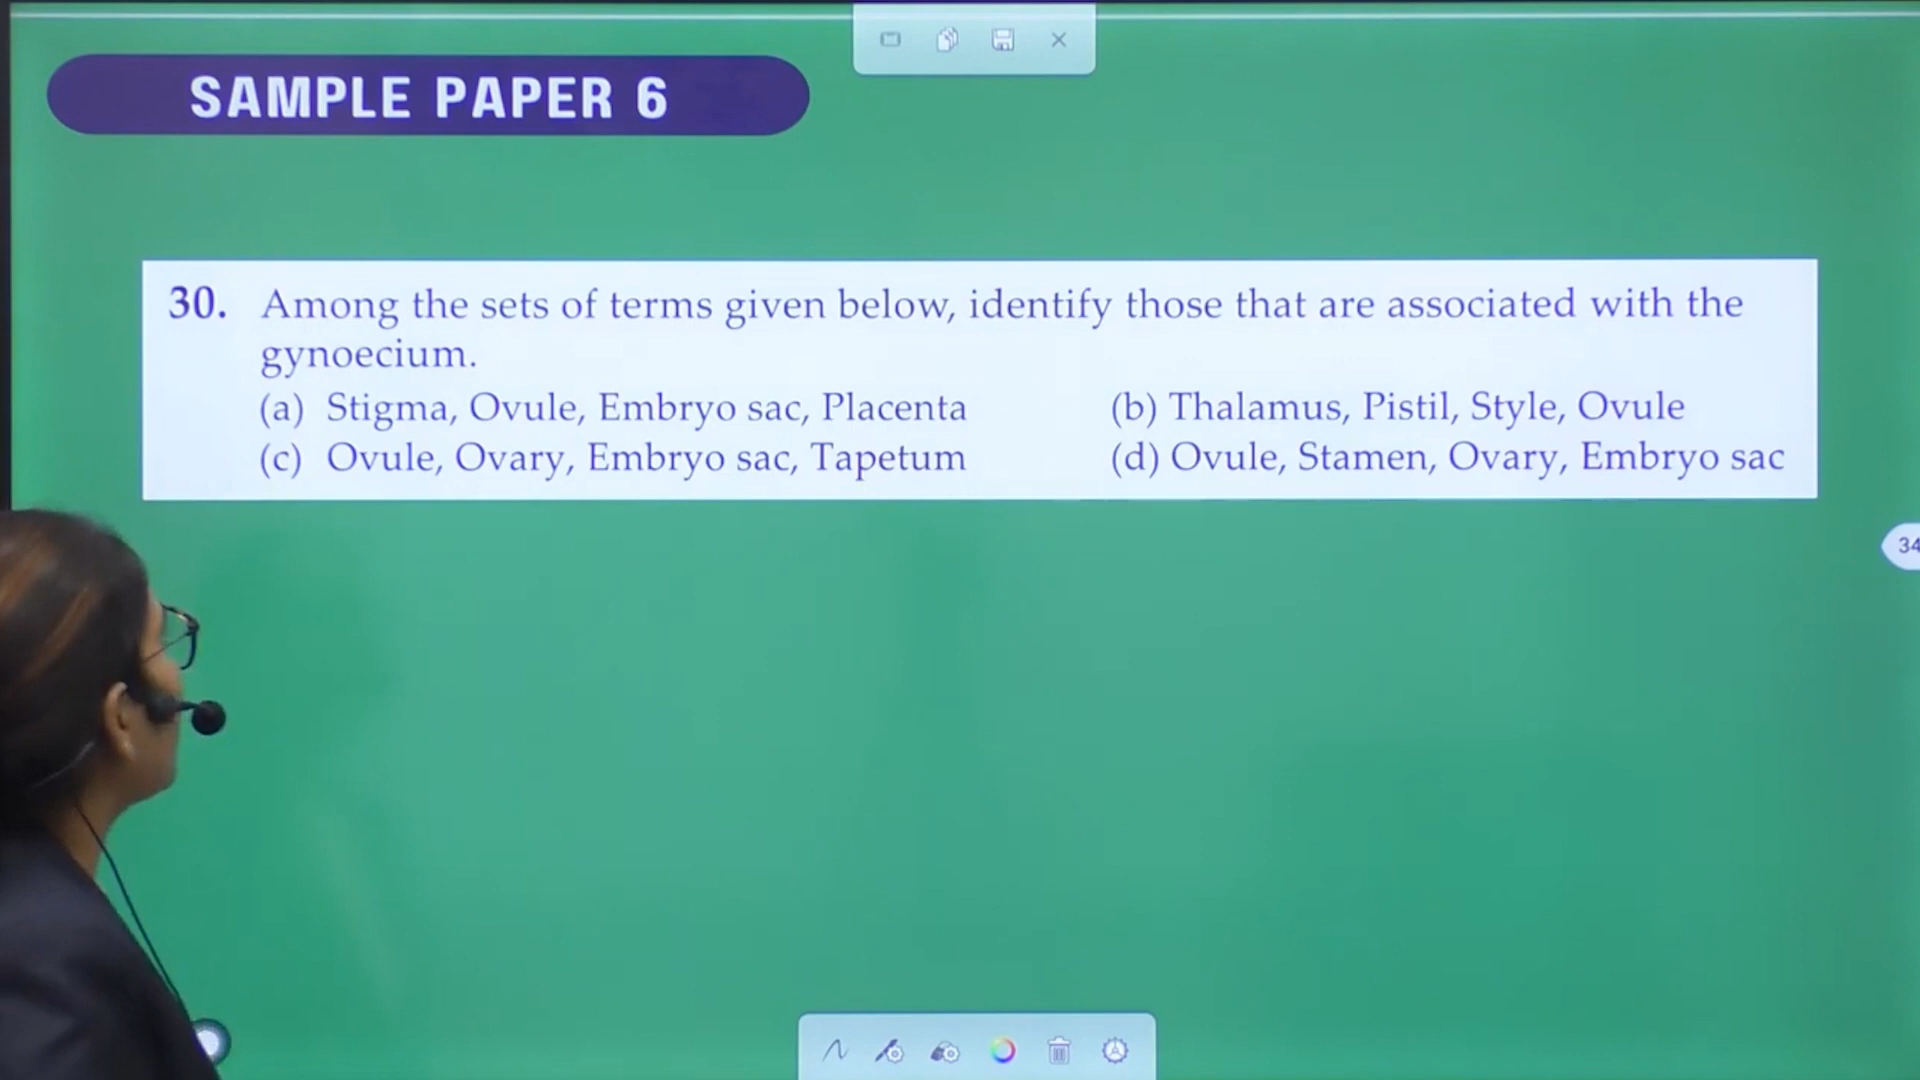 SAMPLE PAPER 6
30. Among the sets of terms given below, identify those that are associated with the
gynoecium.
(a) Stigma, Ovule, Embryo sac, Placenta (b) Thalamus, Pistil, Style, Ovule
(c) Ovule, Ovary, Embryo sac, Tapetum (d) Ovule, Stamen, Ovary, Embryo sac
34